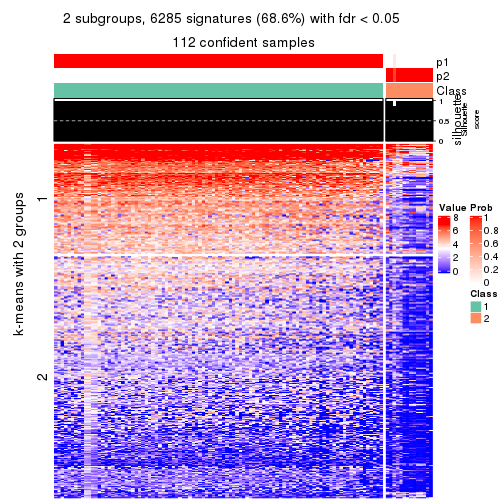 2 subgroups, 6285 signatures (68.6%) with fdr < 0.05
112 confident samples
p1
p2
Class
1
0.5
0
silhouette
Silhouette
score
k-means with 2 groups
1
2
Value
8
6
4
2
0
Prob
1
0.8
0.6
0.4
0.2
0
Class
1
2